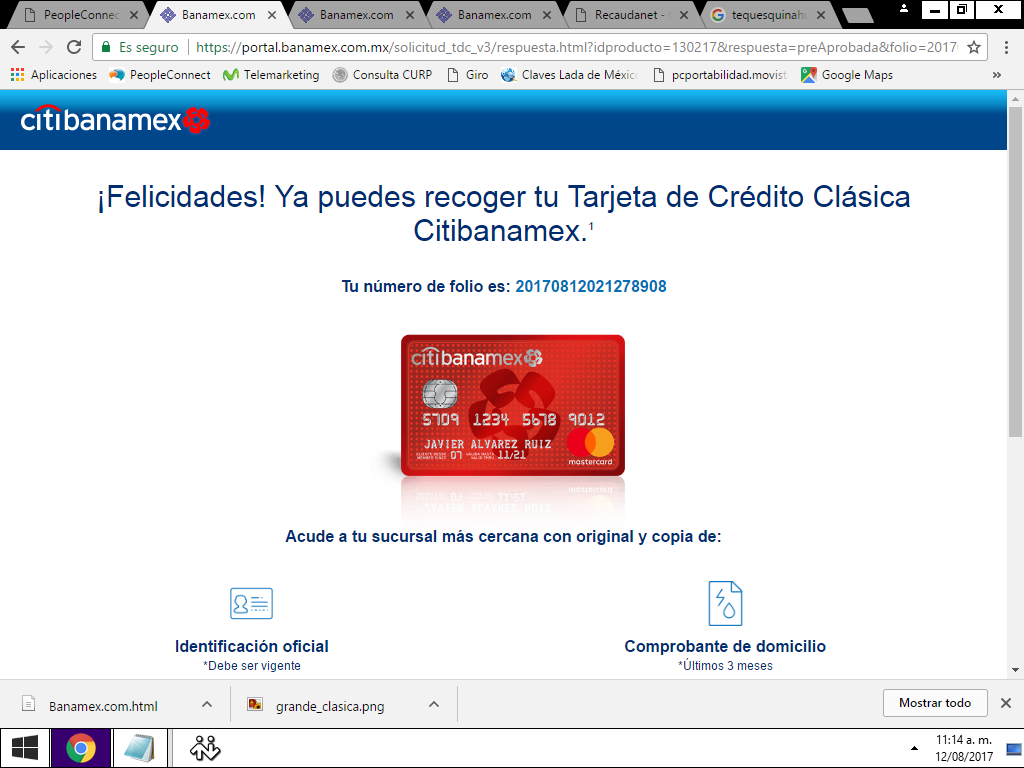 PeopleConnec
Banamex.com
Banamex.com
Banamex.com
Recaudanet -
tequesquinahu
Es seguro
https://portal.banamex.com.mx/solicitud_tdc_v3/respuesta.html?idproducto=130217&respuesta=preAprobada&folio=2017
Aplicaciones
PeopleConnect
Telemarketing
Consulta CURP
Giro
Claves Lada de Méxic
pcportabilidad.movist
Google Maps
»
citibanamex
¡Felicidades! Ya puedes recoger tu Tarjeta de Crédito Clásica
Citibanamex.¹
Tu número de folio es: 20170812021278908
citibanamex
5709 1234 5678 9012
JAVIER ALVAREZ RUIZ
07 11/21
mastercard
Acude a tu sucursal más cercana con original y copia de:
Identificación oficial
*Debe ser vigente
Comprobante de domicilio
*Últimos 3 meses
Banamex.com.html
grande_clasica.png
Mostrar todo
11:14 a. m.
12/08/2017